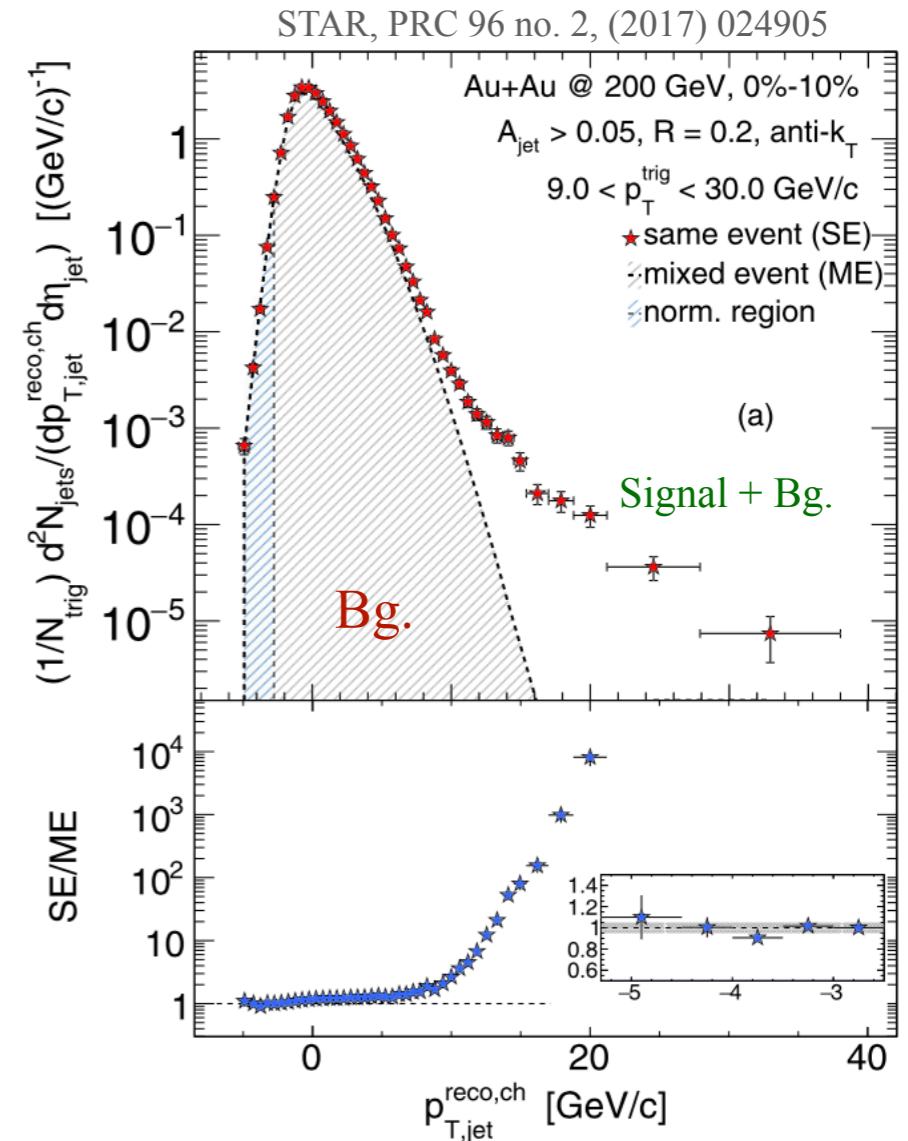 STAR, PRC 96 no. 2, (2017) 024905
Au+Au @ 200 GeV, 0%-10%
A_jet > 0.05, R = 0.2, anti-k_T
9.0 < p_T^trig < 30.0 GeV/c
same event (SE)
mixed event (ME)
norm. region
(a)
Signal + Bg.
Bg.
(1/N_trig) d²N_jets/(dp_T,jet^reco,ch dη_jet) [(GeV/c)⁻¹]
1
10⁻¹
10⁻²
10⁻³
10⁻⁴
10⁻⁵
SE/ME
10⁴
10³
10²
10
1
1.4
1.2
1
0.8
0.6
−5 −4 −3
0 20 40
p_T,jet^reco,ch [GeV/c]